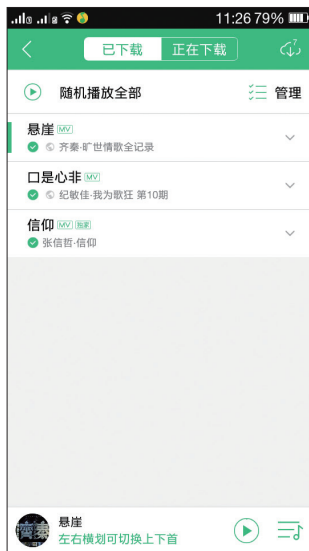 11:26 79%
已下载 正在下载
随机播放全部 管理
悬崖 MV
齐秦·旷世情歌全记录
口是心非 MV
纪敏佳·我为歌狂 第10期
信仰 MV 独家
张信哲·信仰
悬崖
左右横划可切换上下首